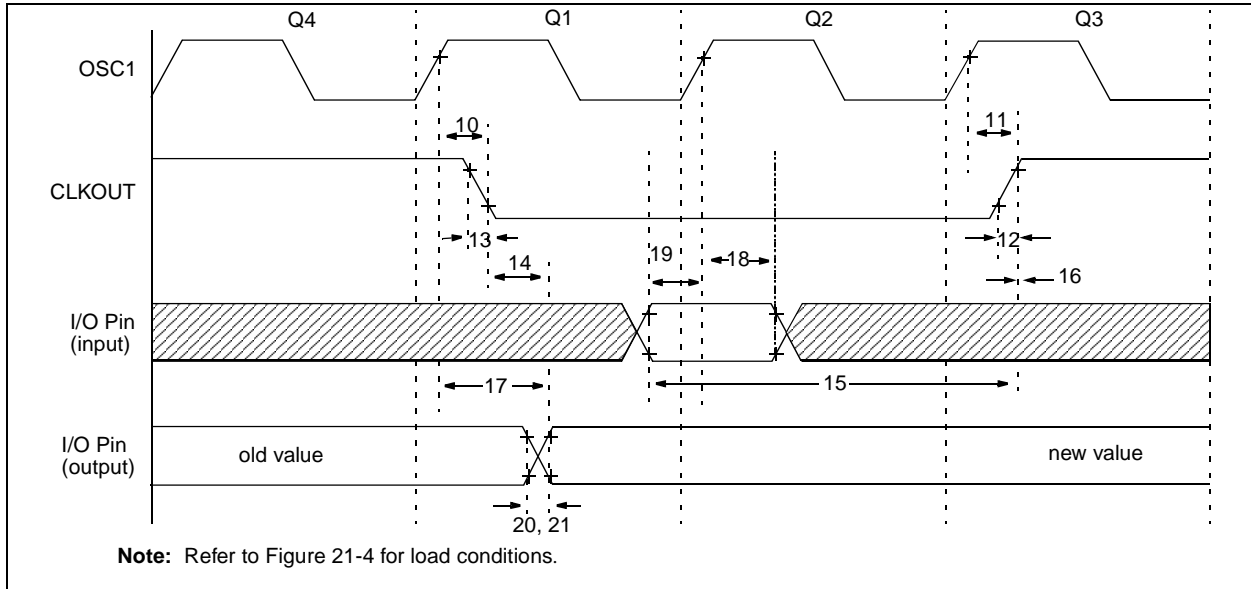 Q4 Q1 Q2 Q3
OSC1
10 11
CLKOUT
13 12
14 19 18 16
I/O Pin
(input)
17 15
I/O Pin
(output)
old value new value
20, 21
Note: Refer to Figure 21-4 for load conditions.